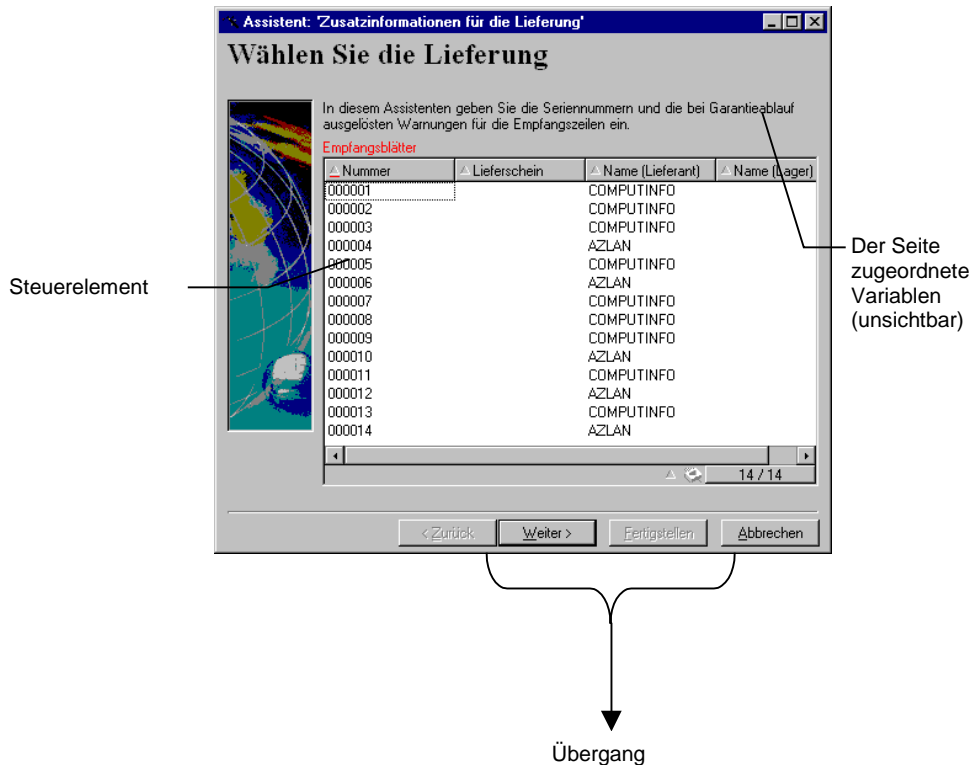 Assistent: 'Zusatzinformationen für die Lieferung'
Wählen Sie die Lieferung
In diesem Assistenten geben Sie die Seriennummern und die bei Garantieablauf
ausgelösten Warnungen für die Empfangszeilen ein.
Empfangsblätter
Nummer Lieferschein Name (Lieferant) Name (Lager)
000001 COMPUTINFO
000002 COMPUTINFO
000003 COMPUTINFO
000004 AZLAN
000005 COMPUTINFO
000006 AZLAN
000007 COMPUTINFO
000008 COMPUTINFO
000009 COMPUTINFO
000010 AZLAN
000011 COMPUTINFO
000012 AZLAN
000013 COMPUTINFO
000014 AZLAN
14 / 14
< Zurück Weiter > Fertigstellen Abbrechen
Steuerelement
Der Seite
zugeordnete
Variablen
(unsichtbar)
Übergang